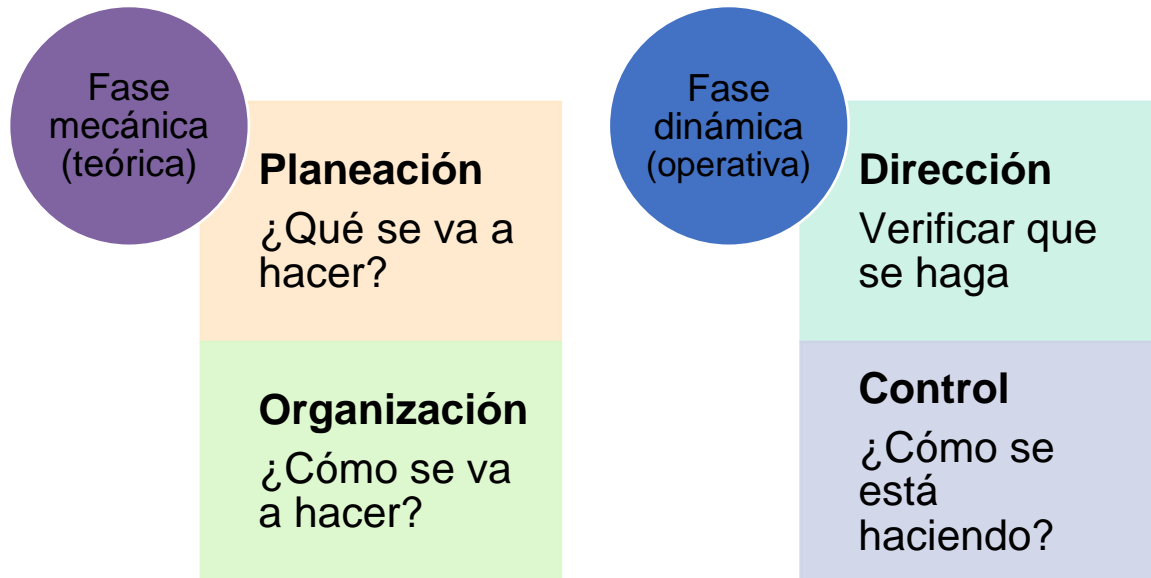 Fase
mecánica
(teórica)
Planeación
¿Qué se va a
hacer?
Organización
¿Cómo se va
a hacer?
Fase
dinámica
(operativa)
Dirección
Verificar que
se haga
Control
¿Cómo se
está
haciendo?